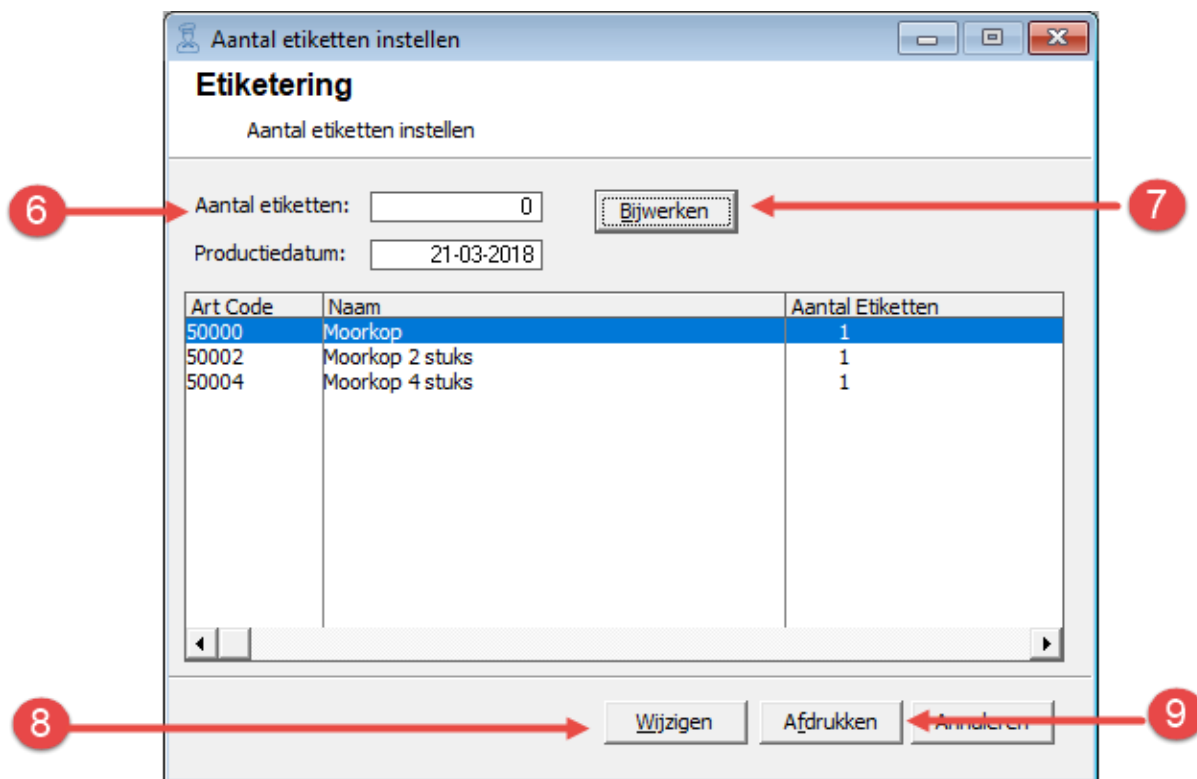 Aantal etiketten instellen
Etiketering
Aantal etiketten instellen
6 Aantal etiketten: 0 Bijwerken 7
Productiedatum: 21-03-2018
Art Code Naam Aantal Etiketten
50000 Moorkop 1
50002 Moorkop 2 stuks 1
50004 Moorkop 4 stuks 1
8 Wijzigen Afdrukken Annuleren 9